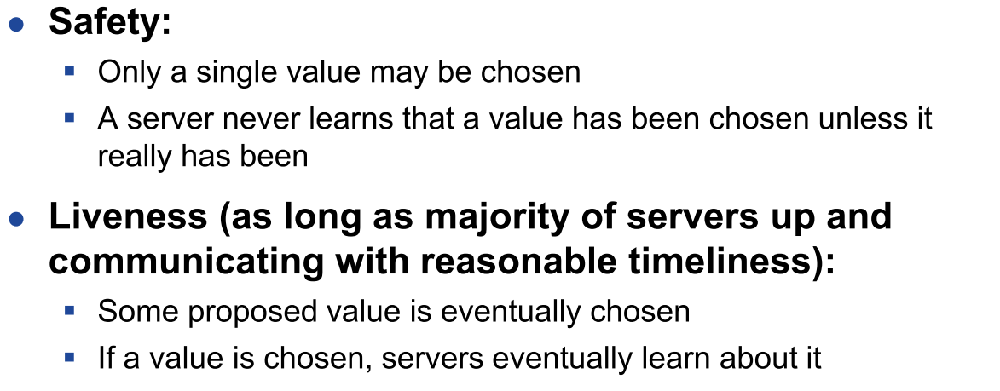 Safety:
Only a single value may be chosen
A server never learns that a value has been chosen unless it
really has been
Liveness (as long as majority of servers up and
communicating with reasonable timeliness):
Some proposed value is eventually chosen
If a value is chosen, servers eventually learn about it